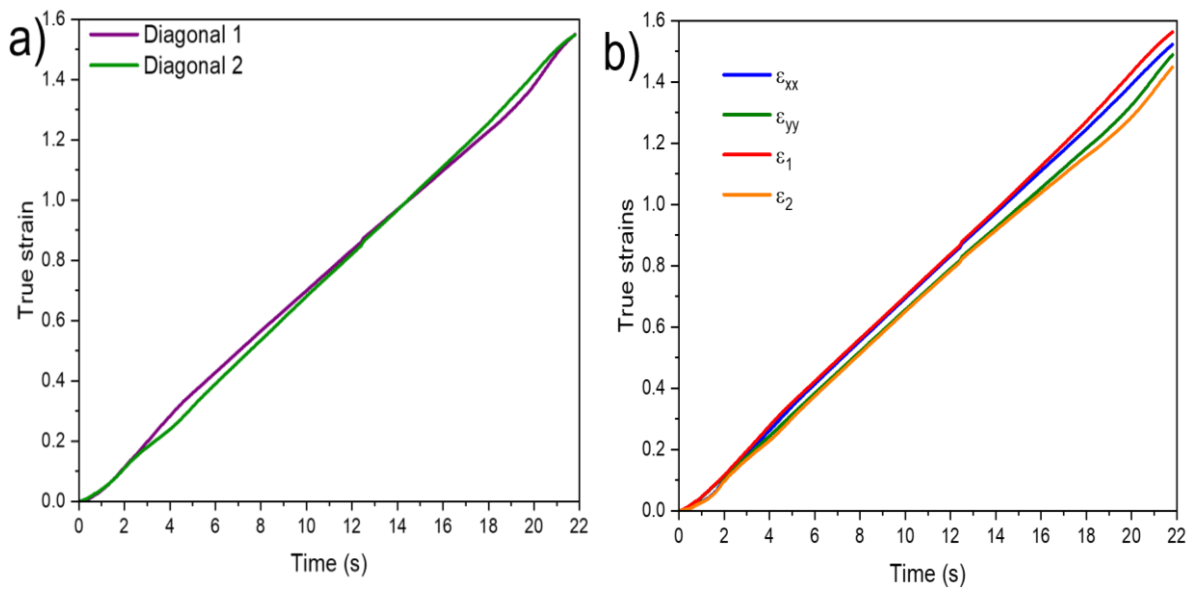 a)
Diagonal 1
Diagonal 2
True strain
1.6
1.4
1.2
1.0
0.8
0.6
0.4
0.2
0.0
0 2 4 6 8 10 12 14 16 18 20 22
Time (s)
b)
εxx
εyy
ε1
ε2
True strains
1.6
1.4
1.2
1.0
0.8
0.6
0.4
0.2
0.0
0 2 4 6 8 10 12 14 16 18 20 22
Time (s)